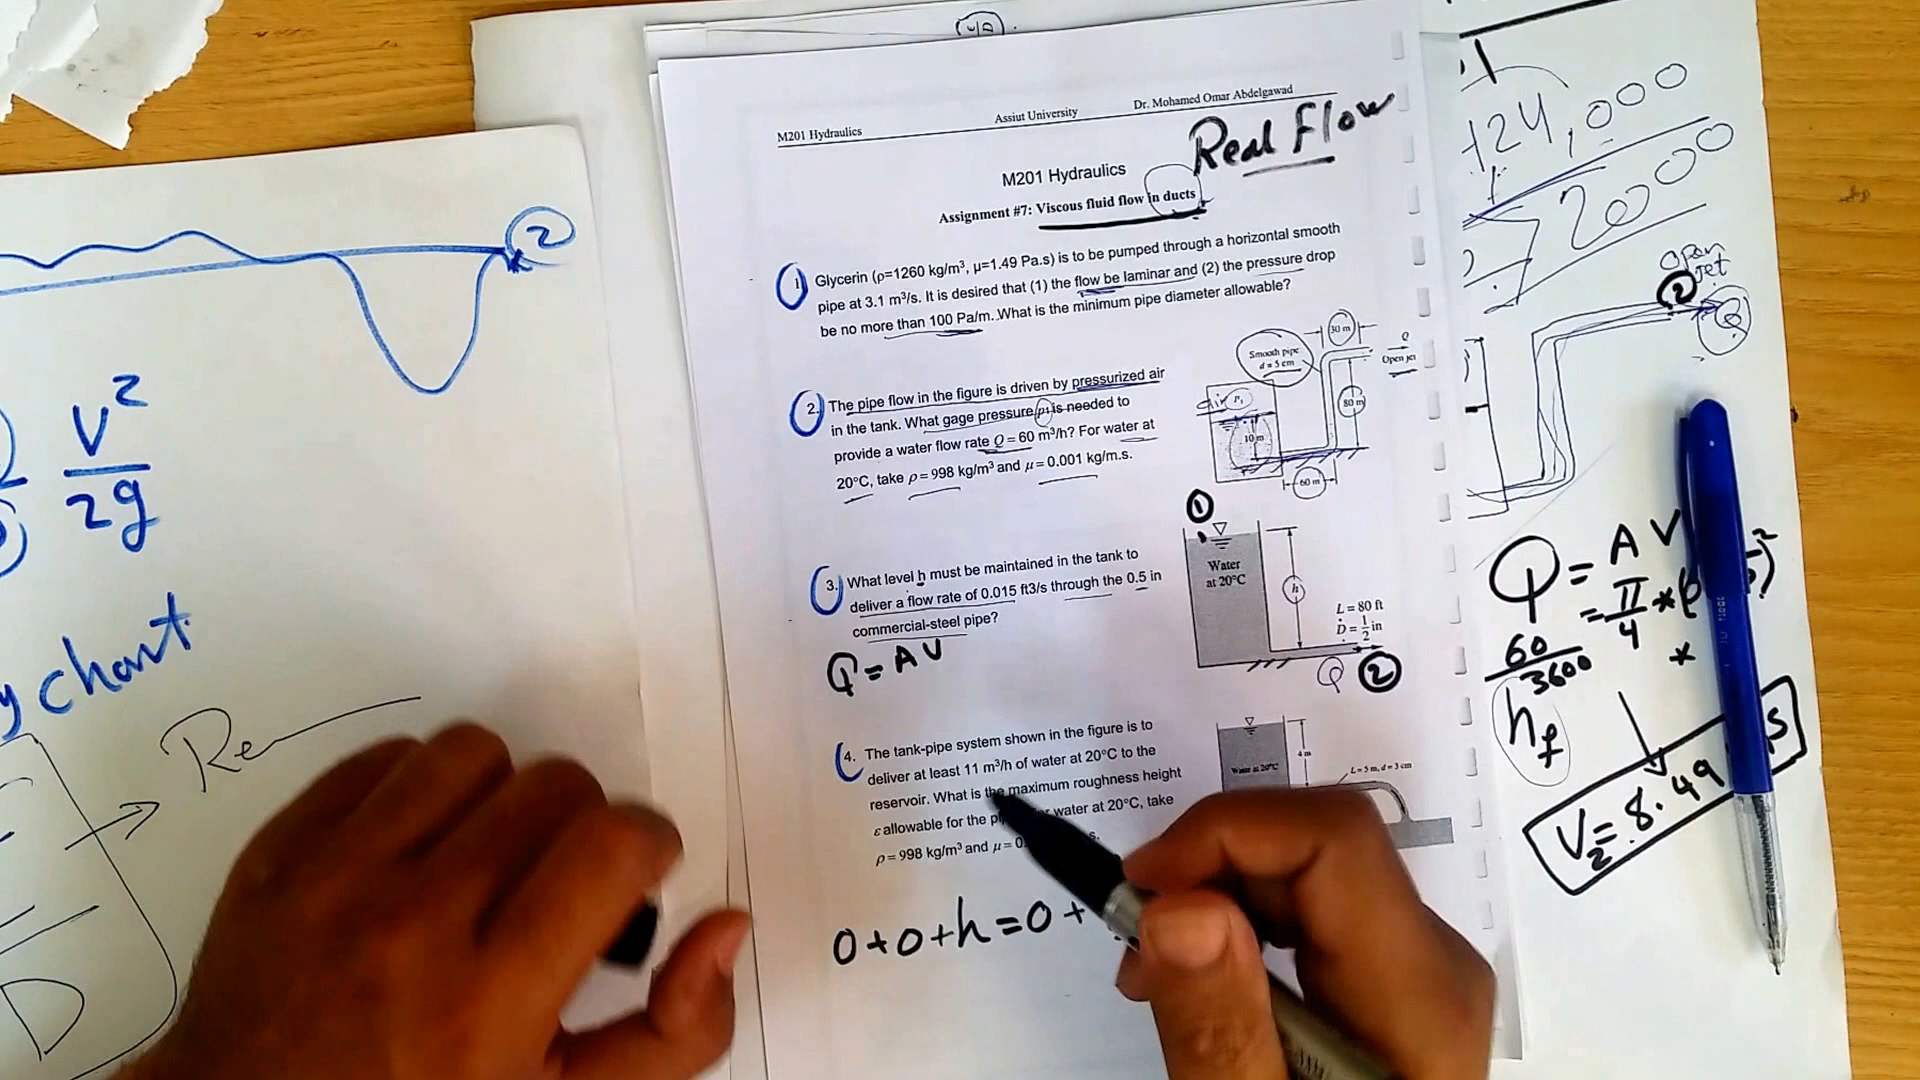 M201 Hydraulics Assiut University Dr. Mohamed Omar Abdelgawad
Real Flow
M201 Hydraulics
Assignment #7: Viscous fluid flow in ducts
1. Glycerin (ρ=1260 kg/m³, μ=1.49 Pa.s) is to be pumped through a horizontal smooth
pipe at 3.1 m³/s. It is desired that (1) the flow be laminar and (2) the pressure drop
be no more than 100 Pa/m. What is the minimum pipe diameter allowable?
2. The pipe flow in the figure is driven by pressurized air
in the tank. What gage pressure p₁ is needed to
provide a water flow rate Q = 60 m³/h? For water at
20°C, take ρ = 998 kg/m³ and μ = 0.001 kg/m.s.
30 m
Smooth pipe
d = 5 cm
Q
Open jet
air
P₁
80 m
10 m
60 m
3. What level h must be maintained in the tank to
deliver a flow rate of 0.015 ft3/s through the 0.5 in
commercial-steel pipe?
Q = AV
1
Water
at 20°C
h
L = 80 ft
D = 1/2 in
Q 2
4. The tank-pipe system shown in the figure is to
deliver at least 11 m³/h of water at 20°C to the
reservoir. What is the maximum roughness height
ε allowable for the water at 20°C, take
ρ = 998 kg/m³ and μ = 0.
Water at 20°C
4 m
L = 5 m, d = 3 cm
0+0+h=0+
2
V²
2g
chart
Re
D
124,000
2000
open
jet
2
Q
Q = AV
= π/4 *
60
3600
*
h_f
V₂ = 8.49